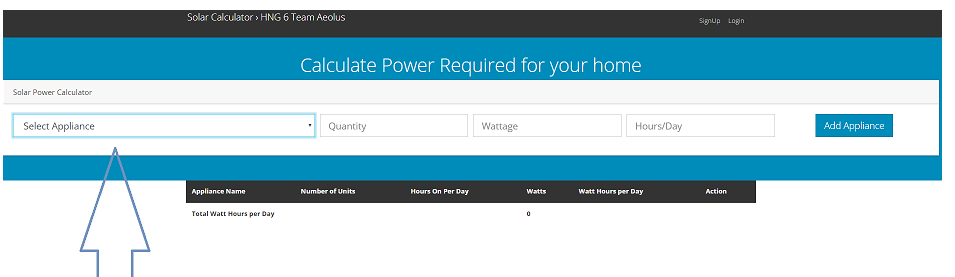 Solar Calculator › HNG 6 Team Aeolus SignUp Login
Calculate Power Required for your home
Solar Power Calculator
Select Appliance Quantity Wattage Hours/Day Add Appliance
Appliance Name Number of Units Hours On Per Day Watts Watt Hours per Day Action
Total Watt Hours per Day 0